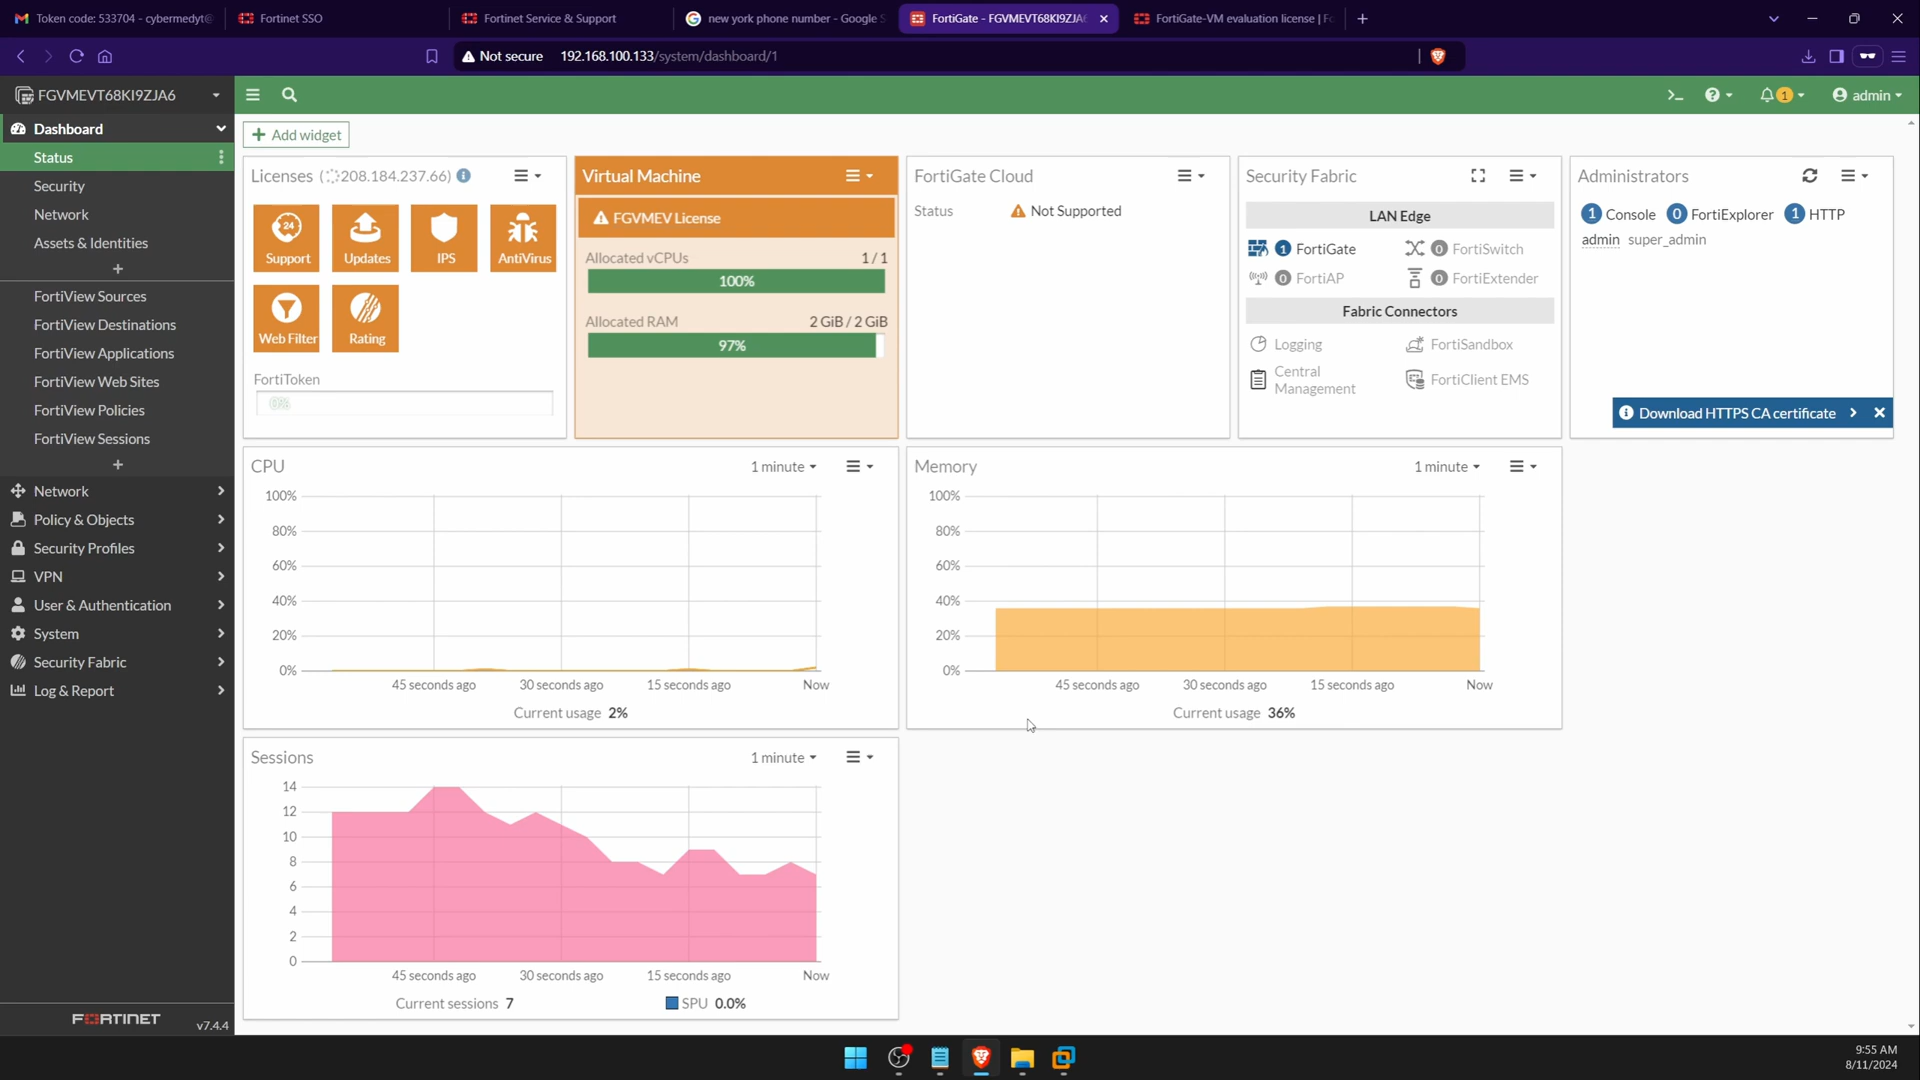 Token code: 533704 - cybermedyt@
Fortinet SSO
Fortinet Service & Support
new york phone number - Google S
FortiGate - FGVMEVT68KI9ZJA6
FortiGate-VM evaluation license | Fo
Not secure 192.168.100.133/system/dashboard/1
FGVMEVT68KI9ZJA6
admin
1
Dashboard
Status
Security
Network
Assets & Identities
FortiView Sources
FortiView Destinations
FortiView Applications
FortiView Web Sites
FortiView Policies
FortiView Sessions
Network
Policy & Objects
Security Profiles
VPN
User & Authentication
System
Security Fabric
Log & Report
FORTINET v7.4.4
Add widget
Licenses (208.184.237.66)
24
Support
Updates
IPS
AntiVirus
Web Filter
Rating
FortiToken
0%
Virtual Machine
FGVMEV License
Allocated vCPUs 1 / 1
100%
Allocated RAM 2 GiB / 2 GiB
97%
FortiGate Cloud
Status Not Supported
Security Fabric
LAN Edge
1 FortiGate 0 FortiSwitch
0 FortiAP 0 FortiExtender
Fabric Connectors
Logging FortiSandbox
Central Management FortiClient EMS
Administrators
1 Console 0 FortiExplorer 1 HTTP
admin super_admin
Download HTTPS CA certificate
CPU 1 minute
100%
80%
60%
40%
20%
0%
45 seconds ago 30 seconds ago 15 seconds ago Now
Current usage 2%
Memory 1 minute
100%
80%
60%
40%
20%
0%
45 seconds ago 30 seconds ago 15 seconds ago Now
Current usage 36%
Sessions 1 minute
14
12
10
8
6
4
2
0
45 seconds ago 30 seconds ago 15 seconds ago Now
Current sessions 7 SPU 0.0%
9:55 AM
8/11/2024